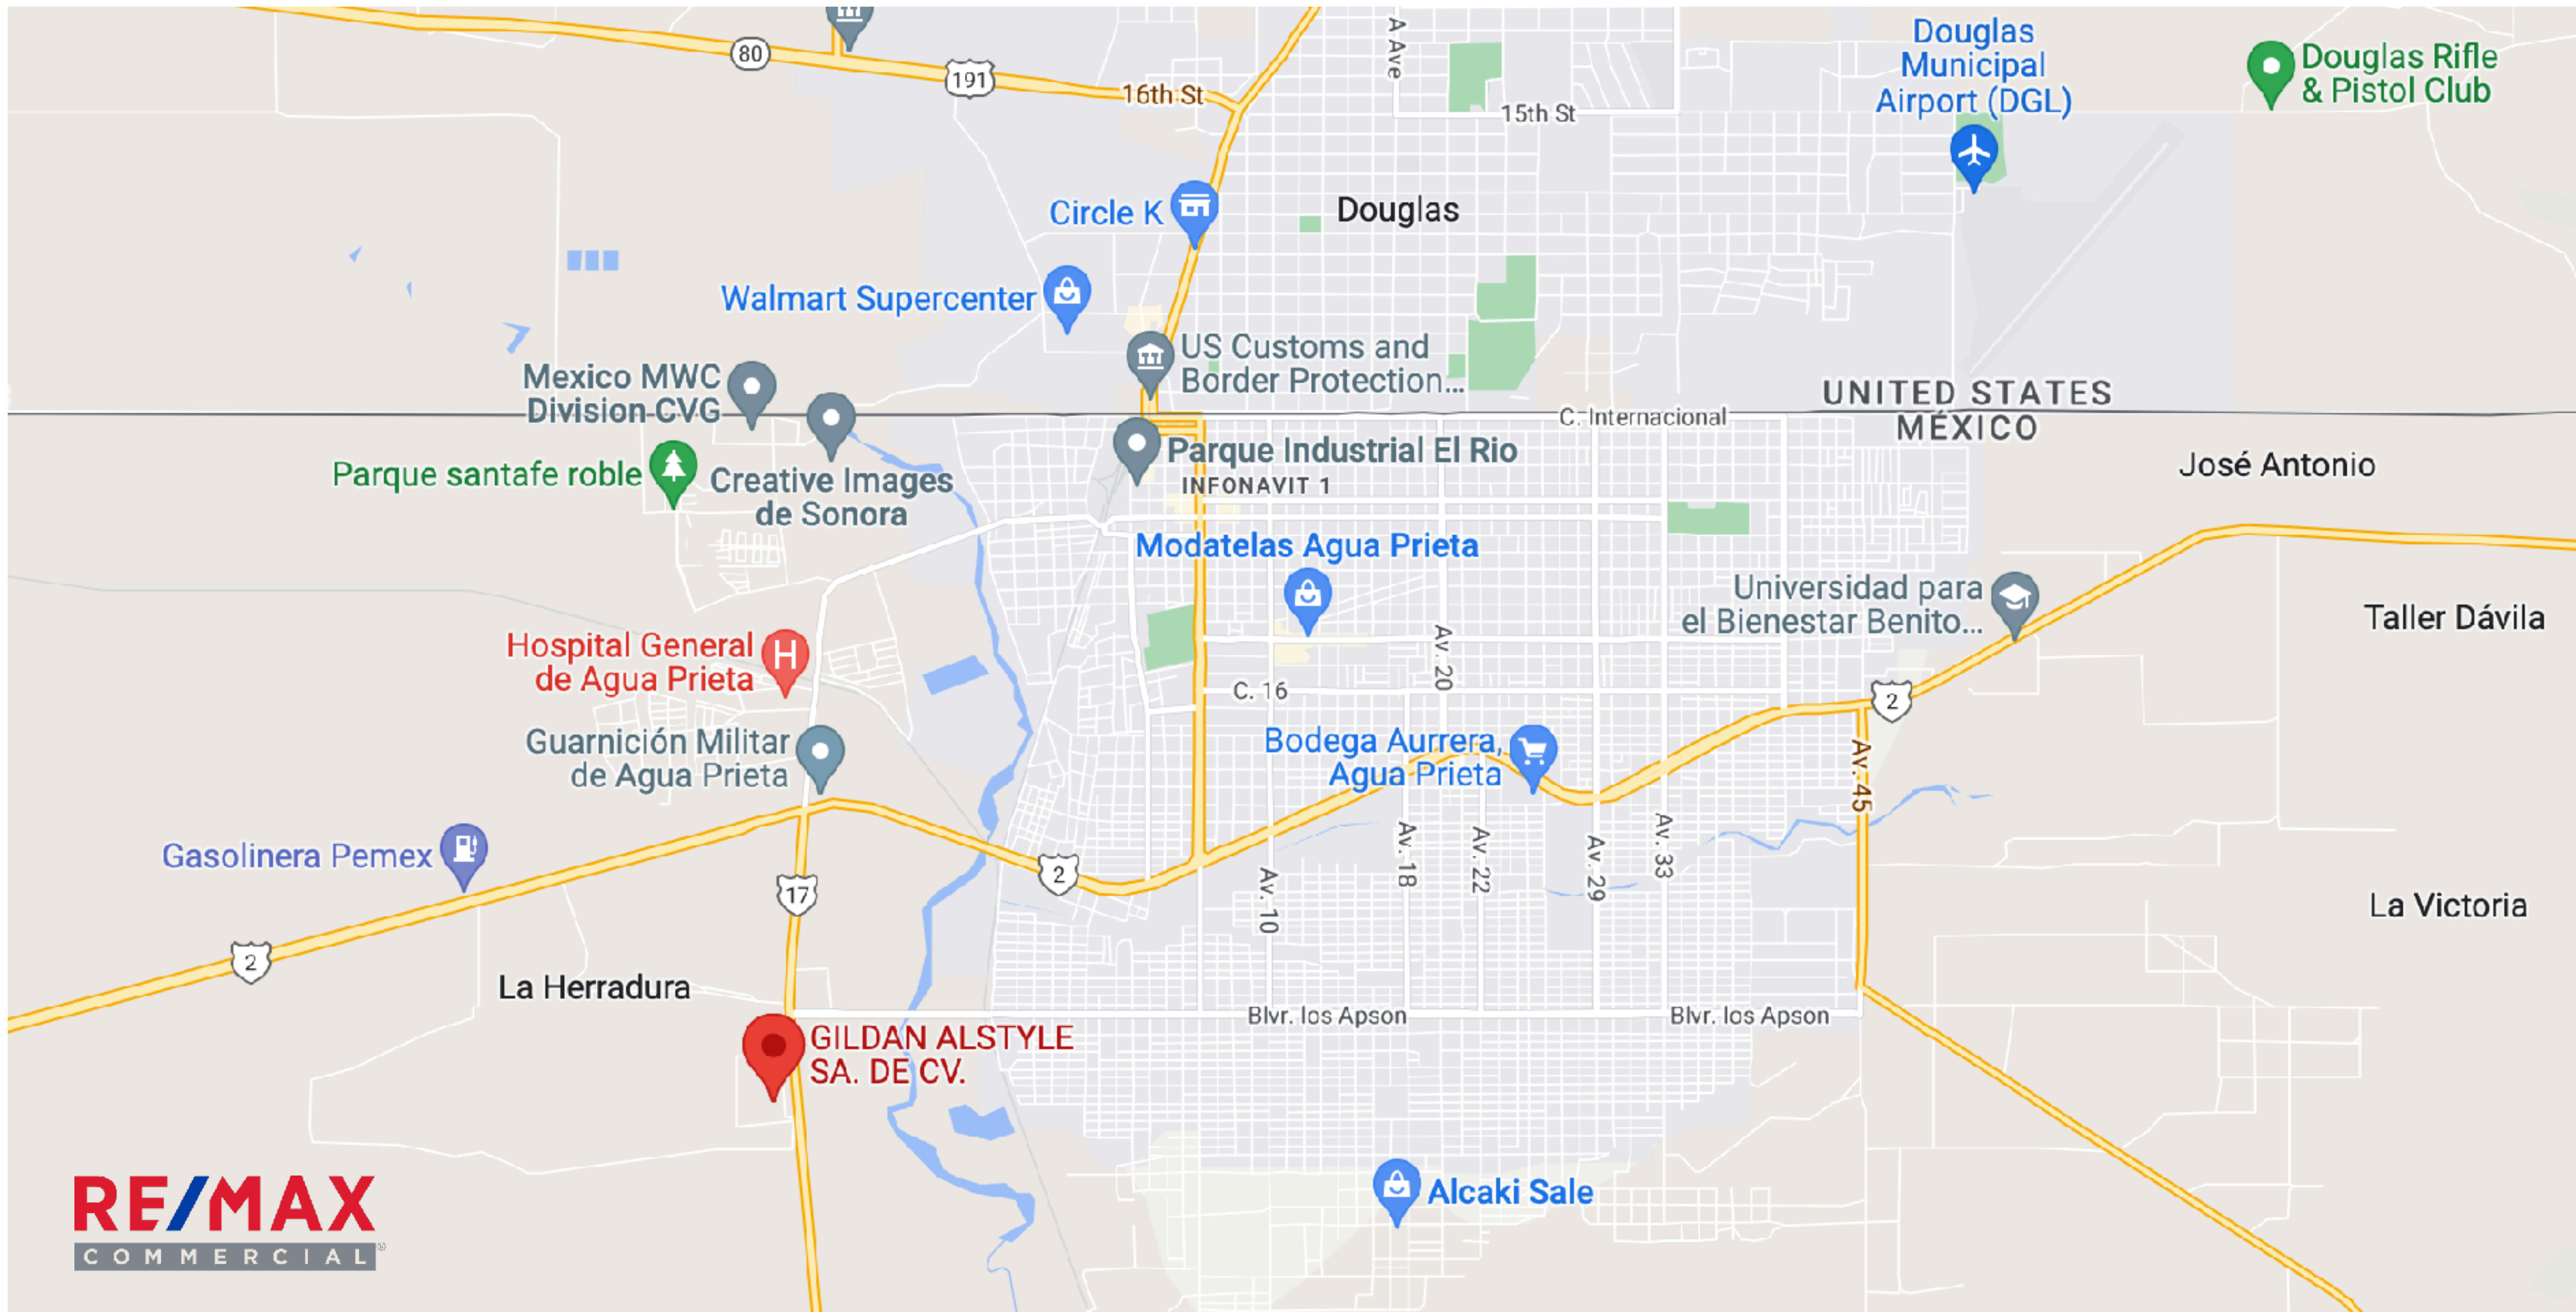 80
191
16th St
A Ave
15th St
Douglas
Municipal
Airport (DGL)
Douglas Rifle
& Pistol Club
Circle K
Douglas
Walmart Supercenter
US Customs and
Border Protection...
Mexico MWC
Division CVG
UNITED STATES
MÉXICO
C. Internacional
Parque santafe roble
Creative Images
de Sonora
Parque Industrial El Rio
INFONAVIT 1
José Antonio
Modatelas Agua Prieta
Universidad para
el Bienestar Benito...
Taller Dávila
Hospital General
de Agua Prieta
H
Av. 20
C. 16
2
Guarnición Militar
de Agua Prieta
Bodega Aurrera,
Agua Prieta
Av. 45
Gasolinera Pemex
2
17
Av. 10
Av. 18
Av. 22
Av. 29
Av. 33
La Victoria
2
La Herradura
Blvr. los Apson
Blvr. los Apson
GILDAN ALSTYLE
SA. DE CV.
Alcaki Sale
RE/MAX
COMMERCIAL®